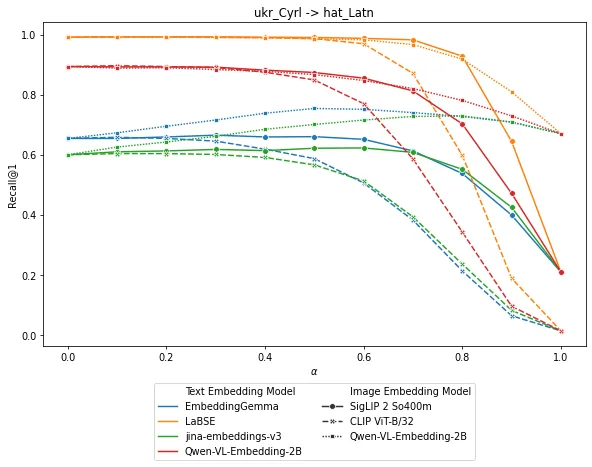 ukr_Cyrl -> hat_Latn
Recall@1
1.0
0.8
0.6
0.4
0.2
0.0
0.0 0.2 0.4 0.6 0.8 1.0
α
Text Embedding Model
EmbeddingGemma
LaBSE
jina-embeddings-v3
Qwen-VL-Embedding-2B
Image Embedding Model
SigLIP 2 So400m
CLIP ViT-B/32
Qwen-VL-Embedding-2B